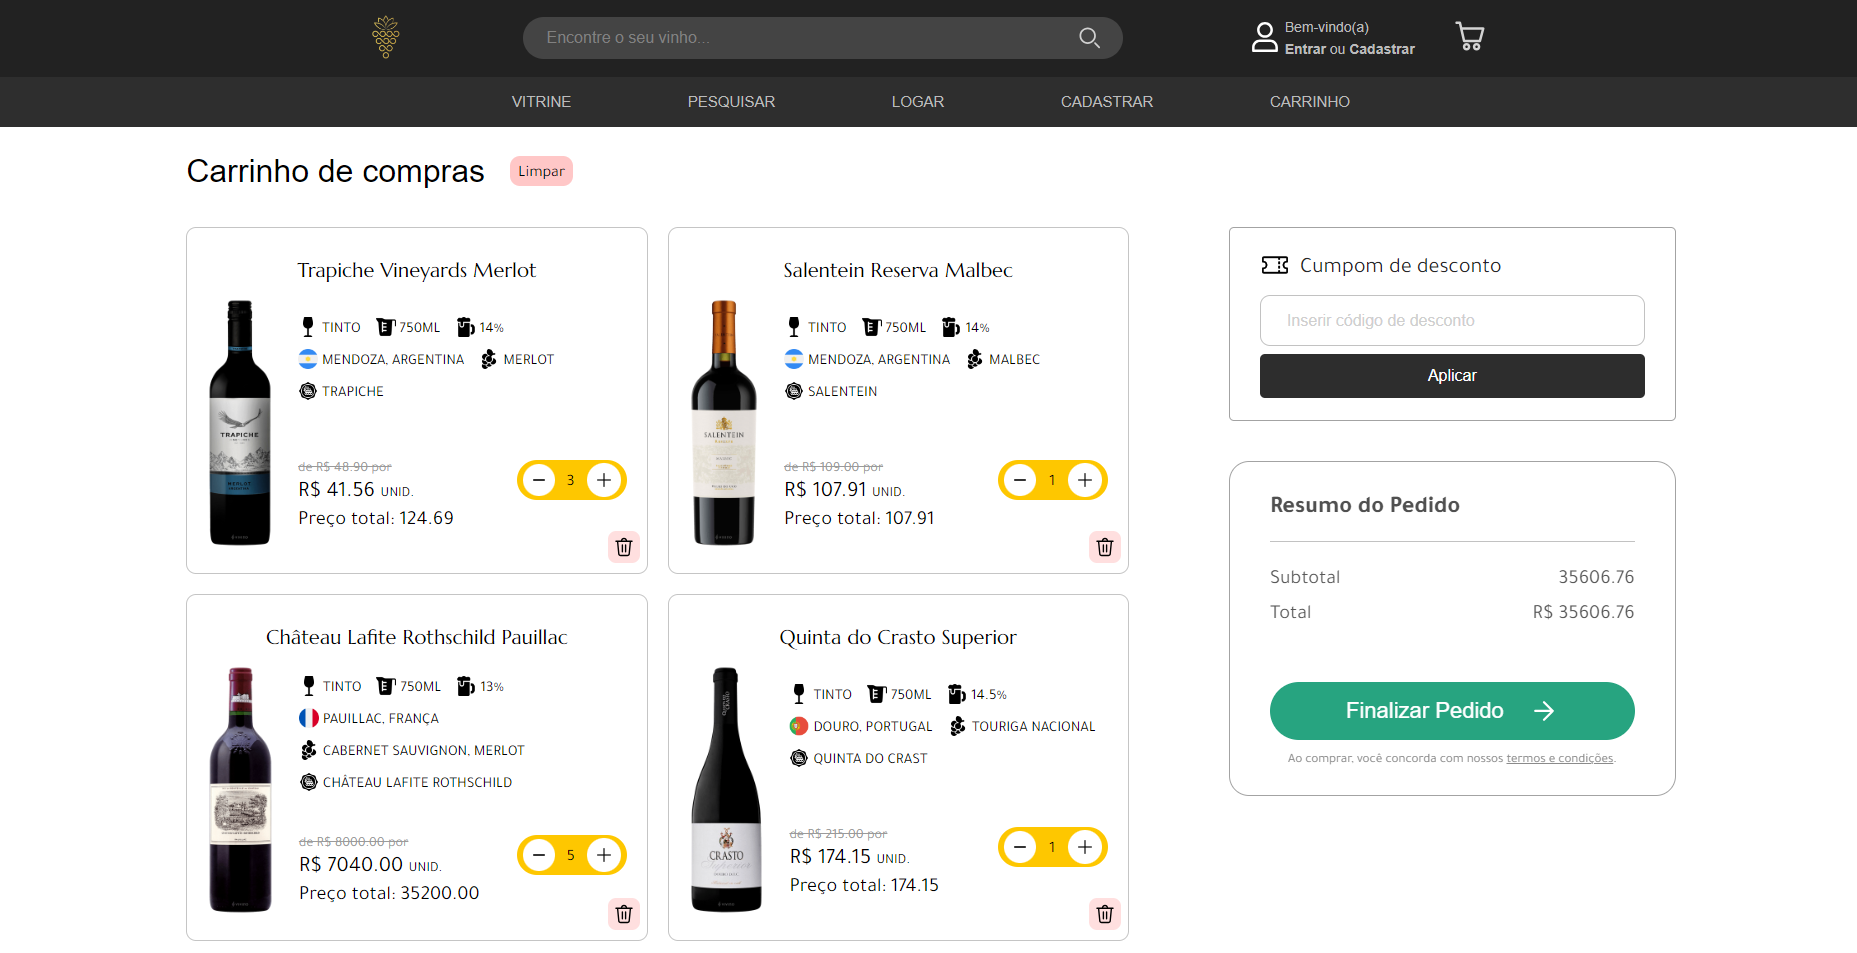 Encontre o seu vinho...
Bem-vindo(a)
Entrar ou Cadastrar
VITRINE
PESQUISAR
LOGAR
CADASTRAR
CARRINHO
Carrinho de compras
Limpar
Trapiche Vineyards Merlot
TINTO 750ML 14%
MENDOZA, ARGENTINA MERLOT
TRAPICHE
de R$ 48.90 por
R$ 41.56 UNID.
Preço total: 124.69
3
TRAPICHE
MERLOT
Salentein Reserva Malbec
TINTO 750ML 14%
MENDOZA, ARGENTINA MALBEC
SALENTEIN
de R$ 109.00 por
R$ 107.91 UNID.
Preço total: 107.91
1
SALENTEIN
Château Lafite Rothschild Pauillac
TINTO 750ML 13%
PAUILLAC, FRANÇA
CABERNET SAUVIGNON, MERLOT
CHÂTEAU LAFITE ROTHSCHILD
de R$ 8000.00 por
R$ 7040.00 UNID.
Preço total: 35200.00
5
Quinta do Crasto Superior
TINTO 750ML 14.5%
DOURO, PORTUGAL TOURIGA NACIONAL
QUINTA DO CRAST
de R$ 215.00 por
R$ 174.15 UNID.
Preço total: 174.15
1
CRASTO
Superior
Cumpom de desconto
Inserir código de desconto
Aplicar
Resumo do Pedido
Subtotal 35606.76
Total R$ 35606.76
Finalizar Pedido
Ao comprar, você concorda com nossos termos e condições.